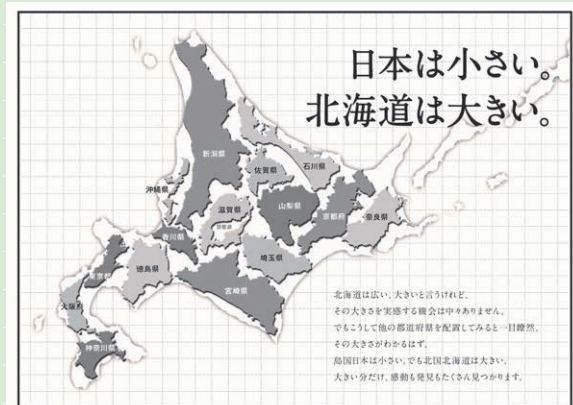 日本は小さい。
北海道は大きい。
新潟県
石川県
佐賀県
沖縄県
山梨県
滋賀県
京都府
奈良県
琵琶湖
香川県
埼玉県
東京都
徳島県
宮崎県
大阪府
神奈川県
北海道は広い、大きいと言うけれど、
その大きさを実感する機会は中々ありません。
でもこうして他の都道府県を配置してみると一目瞭然。
その大きさがわかるはず。
島国日本は小さい。でも北国北海道は大きい。
大きい分だけ、感動も発見もたくさん見つかります。